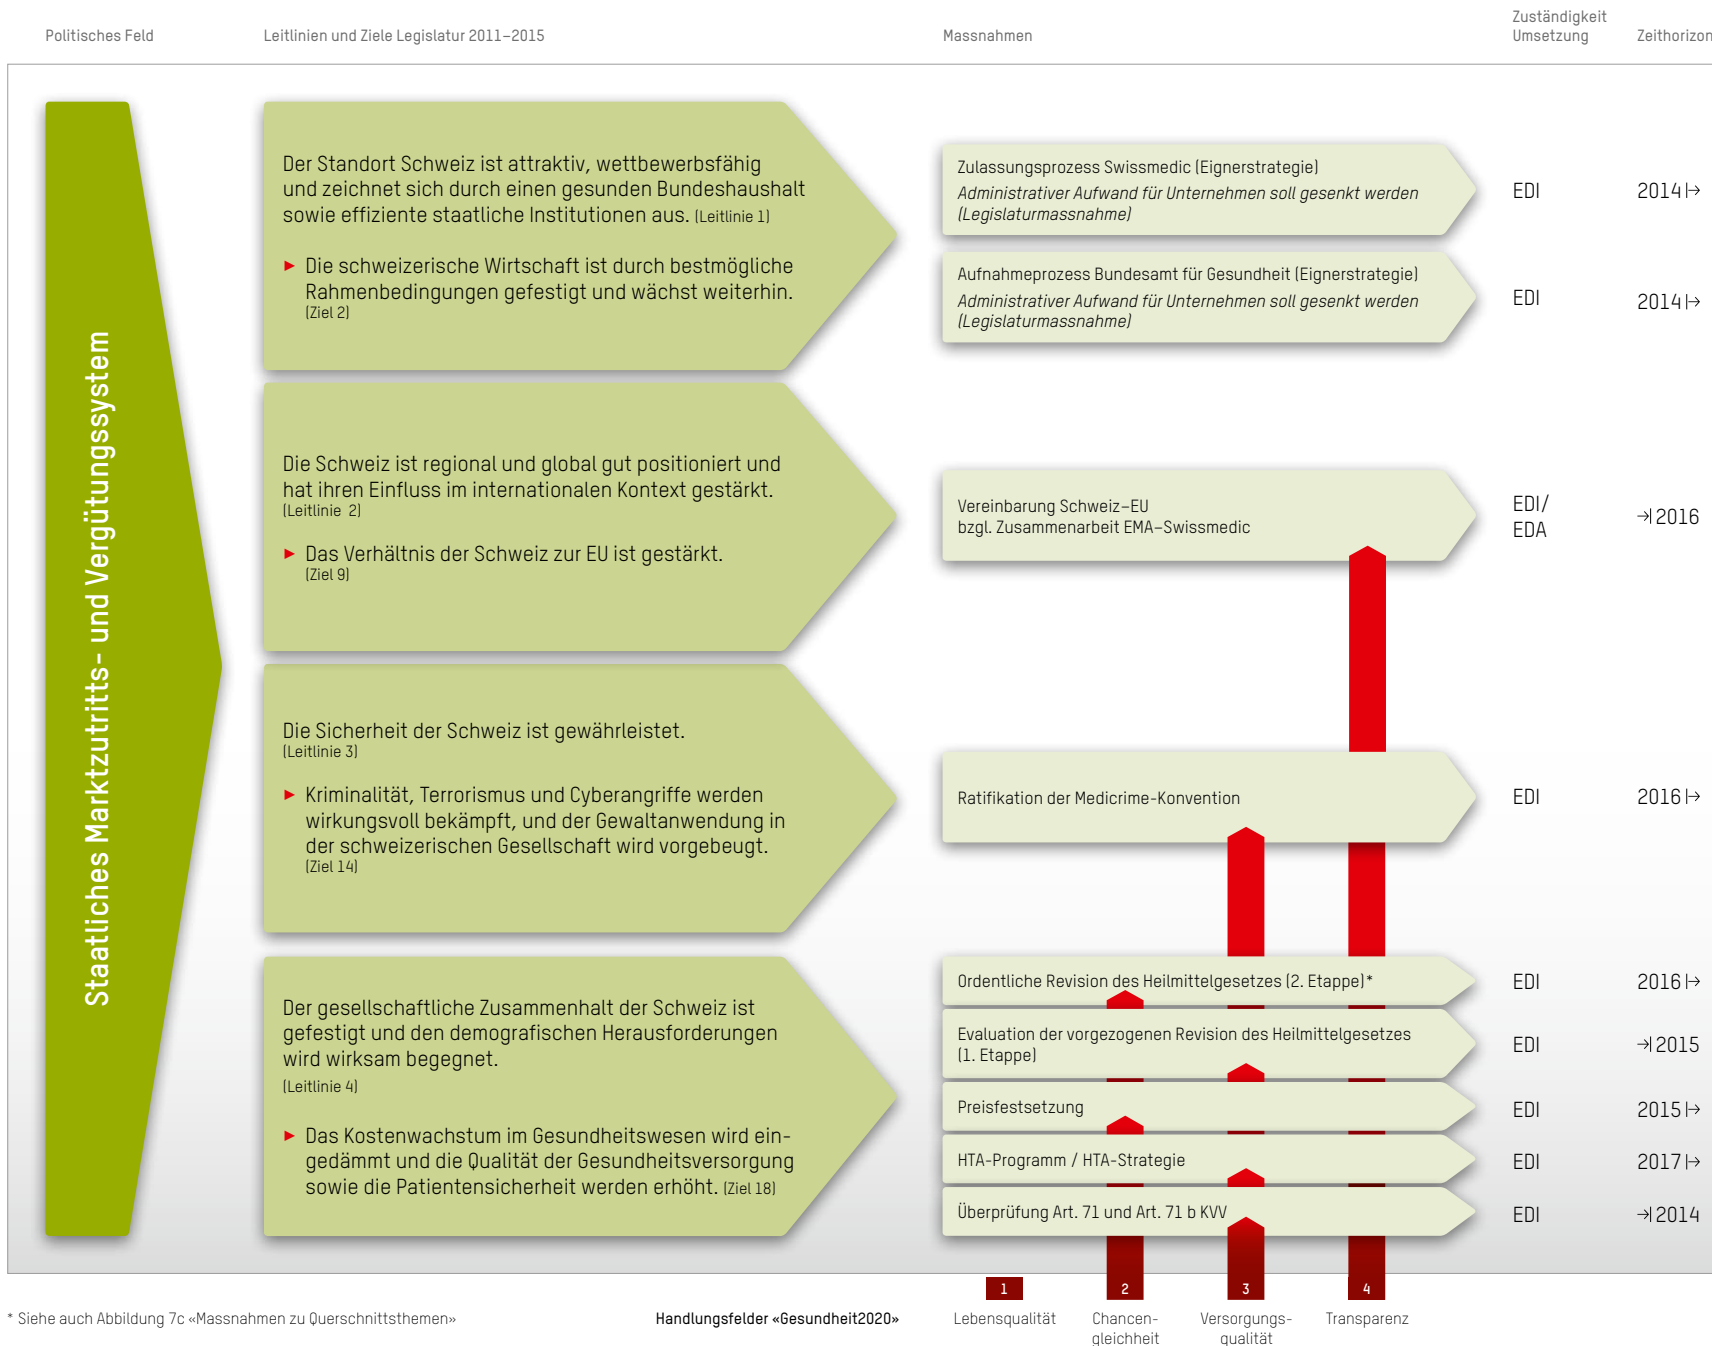 Politisches Feld
Leitlinien und Ziele Legislatur 2011–2015
Massnahmen
Zuständigkeit
Umsetzung
Zeithorizon
Staatliches Marktzutritts- und Vergütungssystem
Der Standort Schweiz ist attraktiv, wettbewerbsfähig
und zeichnet sich durch einen gesunden Bundeshaushalt
sowie effiziente staatliche Institutionen aus. (Leitlinie 1)
► Die schweizerische Wirtschaft ist durch bestmögliche
Rahmenbedingungen gefestigt und wächst weiterhin.
(Ziel 2)
Zulassungsprozess Swissmedic (Eignerstrategie)
Administrativer Aufwand für Unternehmen soll gesenkt werden
(Legislaturmassnahme)
EDI
2014 |→
Aufnahmeprozess Bundesamt für Gesundheit (Eignerstrategie)
Administrativer Aufwand für Unternehmen soll gesenkt werden
(Legislaturmassnahme)
EDI
2014 |→
Die Schweiz ist regional und global gut positioniert und
hat ihren Einfluss im internationalen Kontext gestärkt.
(Leitlinie 2)
► Das Verhältnis der Schweiz zur EU ist gestärkt.
(Ziel 9)
Vereinbarung Schweiz–EU
bzgl. Zusammenarbeit EMA–Swissmedic
EDI/
EDA
→| 2016
Die Sicherheit der Schweiz ist gewährleistet.
(Leitlinie 3)
► Kriminalität, Terrorismus und Cyberangriffe werden
wirkungsvoll bekämpft, und der Gewaltanwendung in
der schweizerischen Gesellschaft wird vorgebeugt.
(Ziel 14)
Ratifikation der Medicrime-Konvention
EDI
2016 |→
Der gesellschaftliche Zusammenhalt der Schweiz ist
gefestigt und den demografischen Herausforderungen
wird wirksam begegnet.
(Leitlinie 4)
► Das Kostenwachstum im Gesundheitswesen wird ein-
gedämmt und die Qualität der Gesundheitsversorgung
sowie die Patientensicherheit werden erhöht. (Ziel 18)
Ordentliche Revision des Heilmittelgesetzes (2. Etappe)*
EDI
2016 |→
Evaluation der vorgezogenen Revision des Heilmittelgesetzes
(1. Etappe)
EDI
→| 2015
Preisfestsetzung
EDI
2015 |→
HTA-Programm / HTA-Strategie
EDI
2017 |→
Überprüfung Art. 71 und Art. 71 b KVV
EDI
→| 2014
1
2
3
4
* Siehe auch Abbildung 7c «Massnahmen zu Querschnittsthemen»
Handlungsfelder «Gesundheit2020»
Lebensqualität
Chancen-
gleichheit
Versorgungs-
qualität
Transparenz